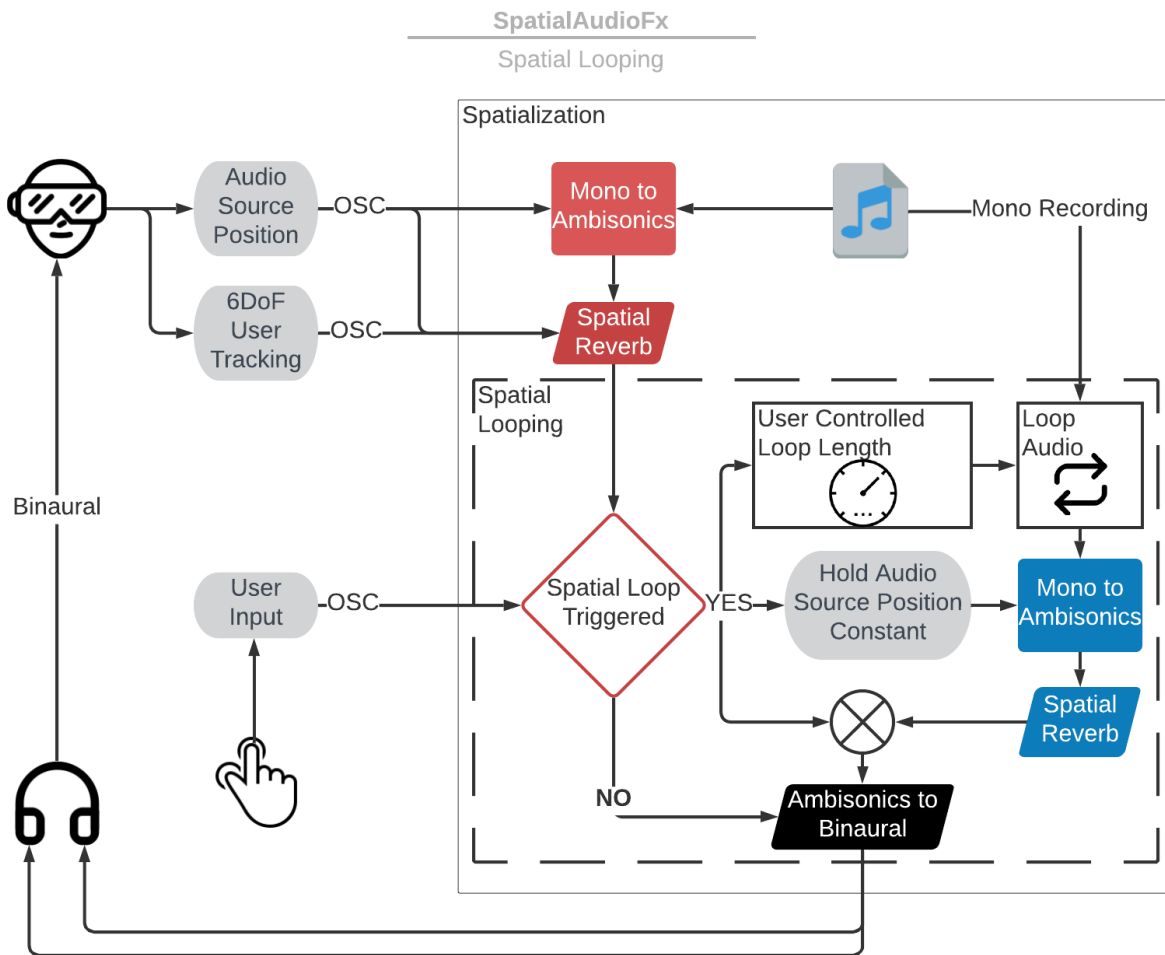 SpatialAudioFx
Spatial Looping
Spatialization
Audio
Source
Position
OSC
Mono to
Ambisonics
Mono Recording
6DoF
User
Tracking
OSC
Spatial
Reverb
Spatial
Looping
User Controlled
Loop Length
Loop
Audio
Binaural
User
Input
OSC
Spatial Loop
Triggered
YES
Hold Audio
Source Position
Constant
Mono to
Ambisonics
Spatial
Reverb
NO
Ambisonics to
Binaural